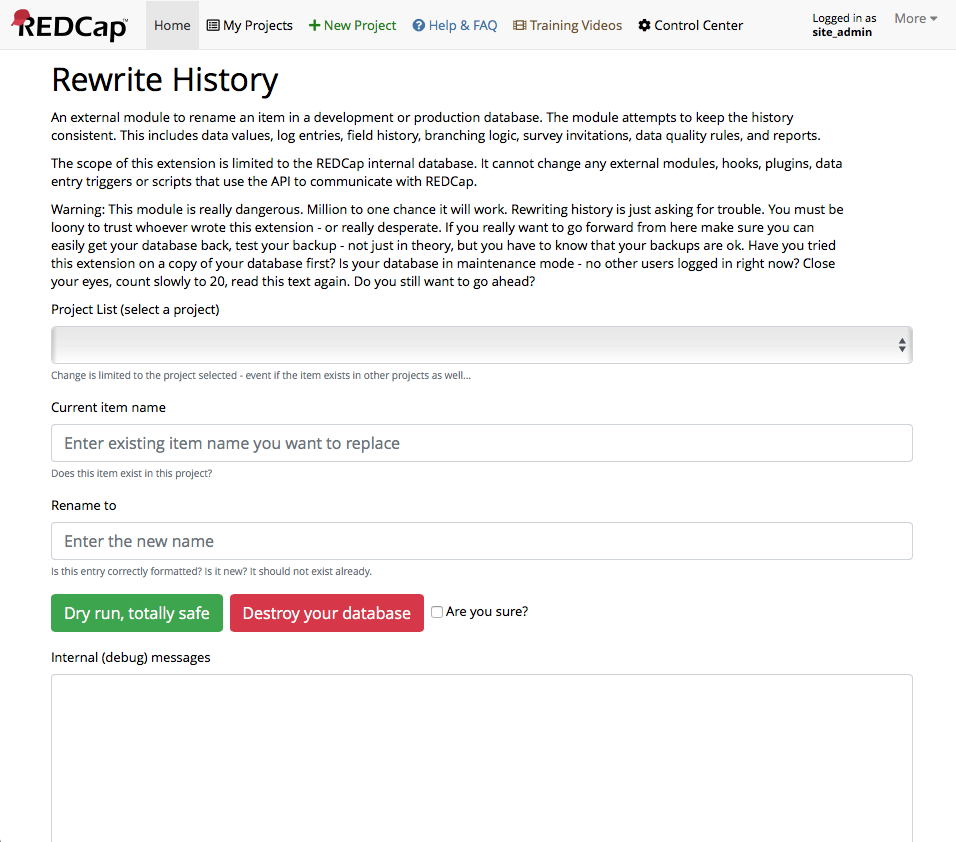 REDCap™
Home
My Projects
New Project
Help & FAQ
Training Videos
Control Center
Logged in as
site_admin
More
Rewrite History
An external module to rename an item in a development or production database. The module attempts to keep the history
consistent. This includes data values, log entries, field history, branching logic, survey invitations, data quality rules, and reports.
The scope of this extension is limited to the REDCap internal database. It cannot change any external modules, hooks, plugins, data
entry triggers or scripts that use the API to communicate with REDCap.
Warning: This module is really dangerous. Million to one chance it will work. Rewriting history is just asking for trouble. You must be
loony to trust whoever wrote this extension - or really desperate. If you really want to go forward from here make sure you can
easily get your database back, test your backup - not just in theory, but you have to know that your backups are ok. Have you tried
this extension on a copy of your database first? Is your database in maintenance mode - no other users logged in right now? Close
your eyes, count slowly to 20, read this text again. Do you still want to go ahead?
Project List (select a project)
Change is limited to the project selected - event if the item exists in other projects as well...
Current item name
Enter existing item name you want to replace
Does this item exist in this project?
Rename to
Enter the new name
Is this entry correctly formatted? Is it new? It should not exist already.
Dry run, totally safe
Destroy your database
Are you sure?
Internal (debug) messages